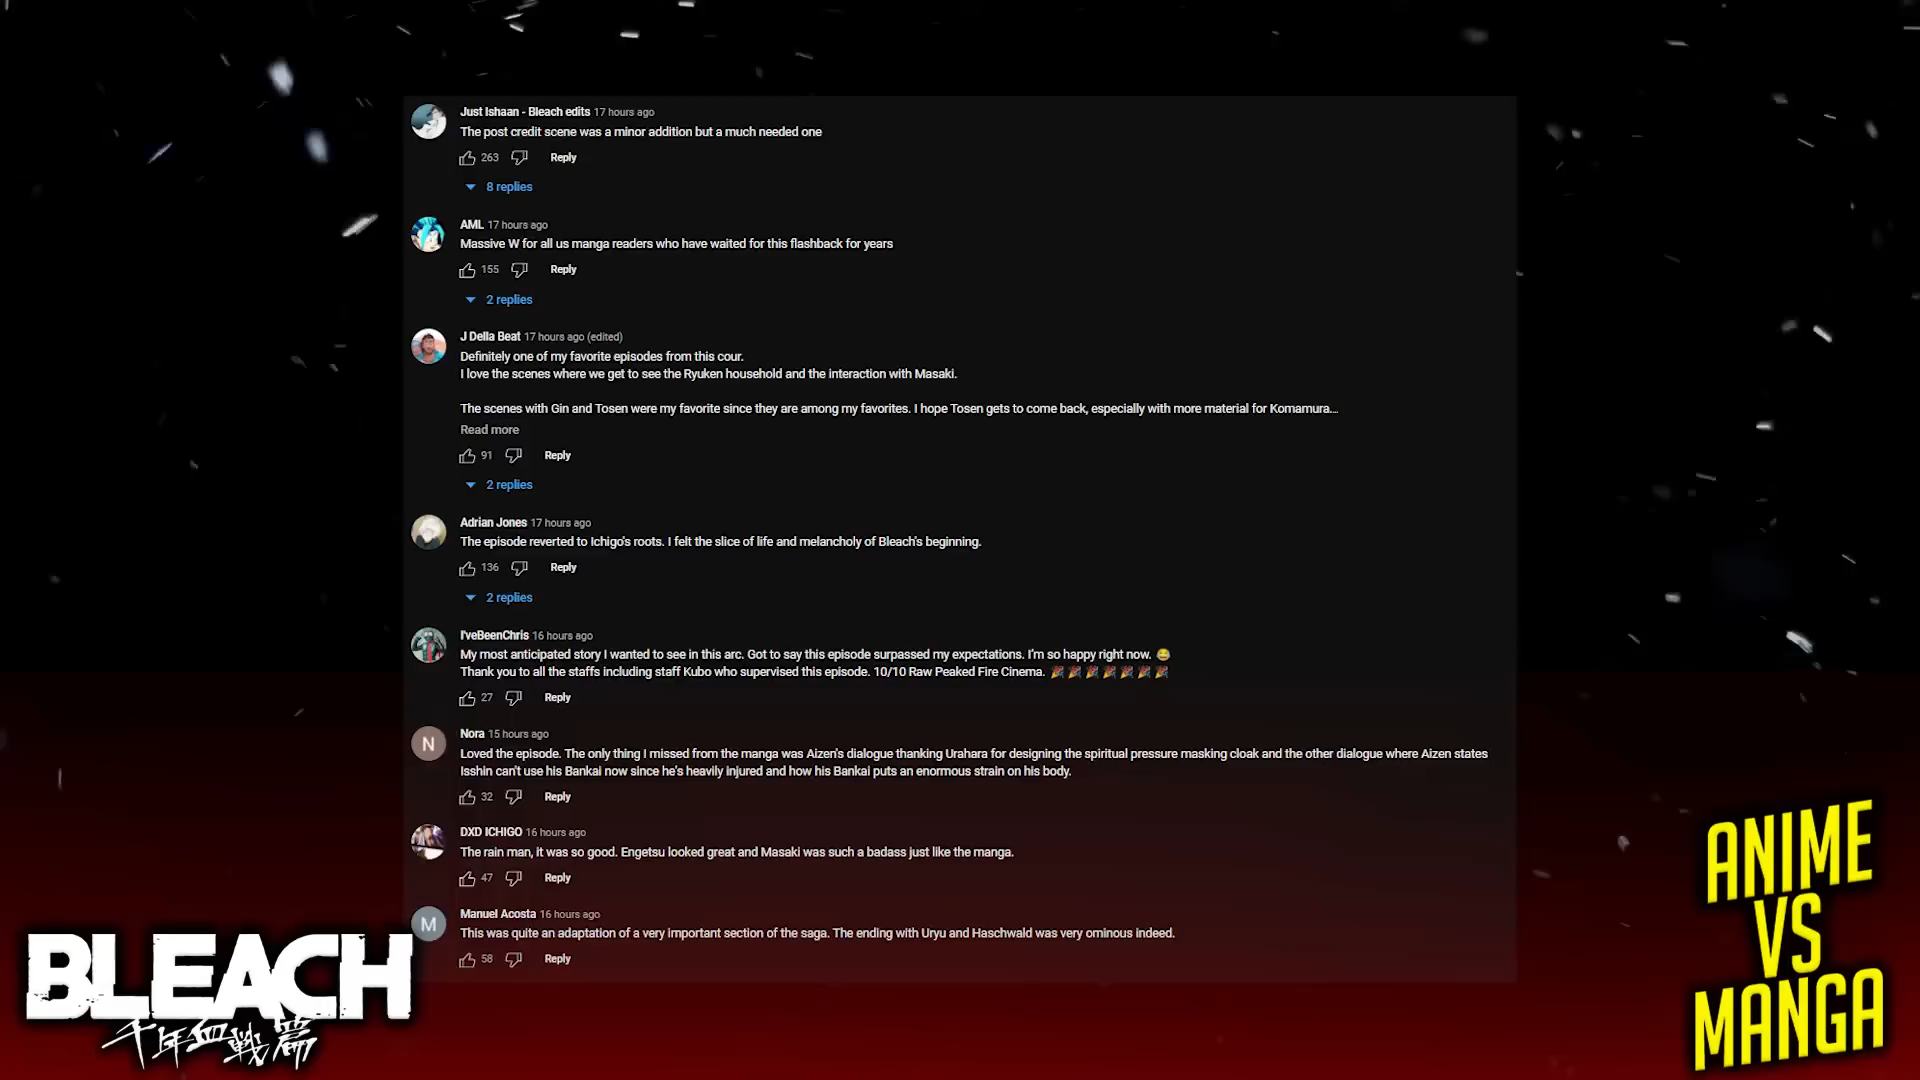 Just Ishaan - Bleach edits 17 hours ago
The post credit scene was a minor addition but a much needed one
263 Reply
8 replies
AML 17 hours ago
Massive W for all us manga readers who have waited for this flashback for years
155 Reply
2 replies
J Della Beat 17 hours ago (edited)
Definitely one of my favorite episodes from this cour.
I love the scenes where we get to see the Ryuken household and the interaction with Masaki.
The scenes with Gin and Tosen were my favorite since they are among my favorites. I hope Tosen gets to come back, especially with more material for Komamura...
Read more
91 Reply
2 replies
Adrian Jones 17 hours ago
The episode reverted to Ichigo's roots. I felt the slice of life and melancholy of Bleach's beginning.
136 Reply
2 replies
I'veBeenChris 16 hours ago
My most anticipated story I wanted to see in this arc. Got to say this episode surpassed my expectations. I'm so happy right now. 😂
Thank you to all the staffs including staff Kubo who supervised this episode. 10/10 Raw Peaked Fire Cinema. 🎉🎉🎉🎉🎉🎉🎉
27 Reply
N
Nora 15 hours ago
Loved the episode. The only thing I missed from the manga was Aizen's dialogue thanking Urahara for designing the spiritual pressure masking cloak and the other dialogue where Aizen states
Isshin can't use his Bankai now since he's heavily injured and how his Bankai puts an enormous strain on his body.
32 Reply
DXD ICHIGO 16 hours ago
The rain man, it was so good. Engetsu looked great and Masaki was such a badass just like the manga.
47 Reply
M
Manuel Acosta 16 hours ago
This was quite an adaptation of a very important section of the saga. The ending with Uryu and Haschwald was very ominous indeed.
58 Reply
BLEACH
千年血戦篇
ANIME
VS
MANGA